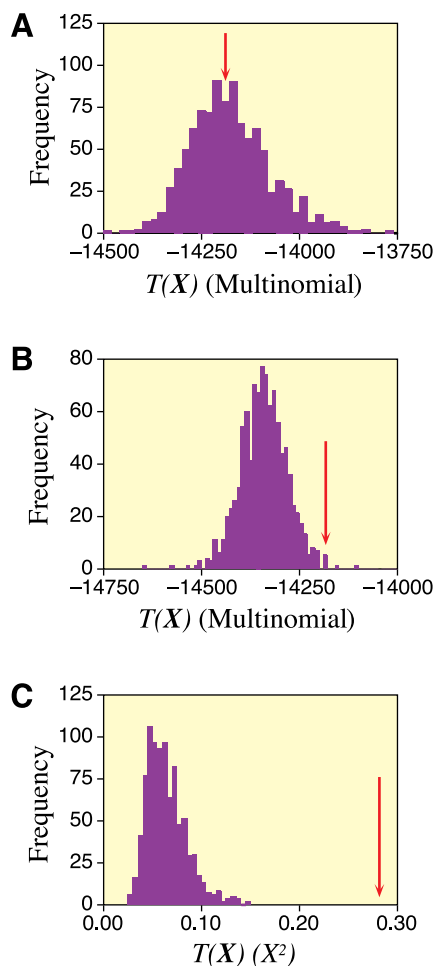 A
Frequency
125
100
75
50
25
0
−14500 −14250 −14000 −13750
T(X) (Multinomial)
B
Frequency
80
60
40
20
0
−14750 −14500 −14250 −14000
T(X) (Multinomial)
C
Frequency
125
100
75
50
25
0
0.00 0.10 0.20 0.30
T(X) (X²)